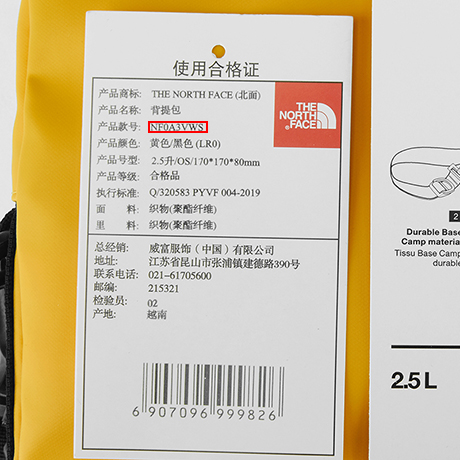 使用合格证
产品商标: THE NORTH FACE (北面)
产品名称: 背提包
产品款号: NF0A3VWS
产品颜色: 黄色/黑色 (LR0)
产品号型: 2.5升/OS/170*170*80mm
产品等级: 合格品
执行标准: Q/320583 PYVF 004-2019
面 料: 织物(聚酯纤维)
里 料: 织物(聚酯纤维)
THE
NORTH
FACE
总经销: 威富服饰（中国）有限公司
地址: 江苏省昆山市张浦镇建德路390号
联系电话: 021-61705600
邮编: 215321
检验员: 02
产地: 越南
6 907096 999826
2
Durable Base
Camp material
Tissu Base Camp
durable
2.5 L